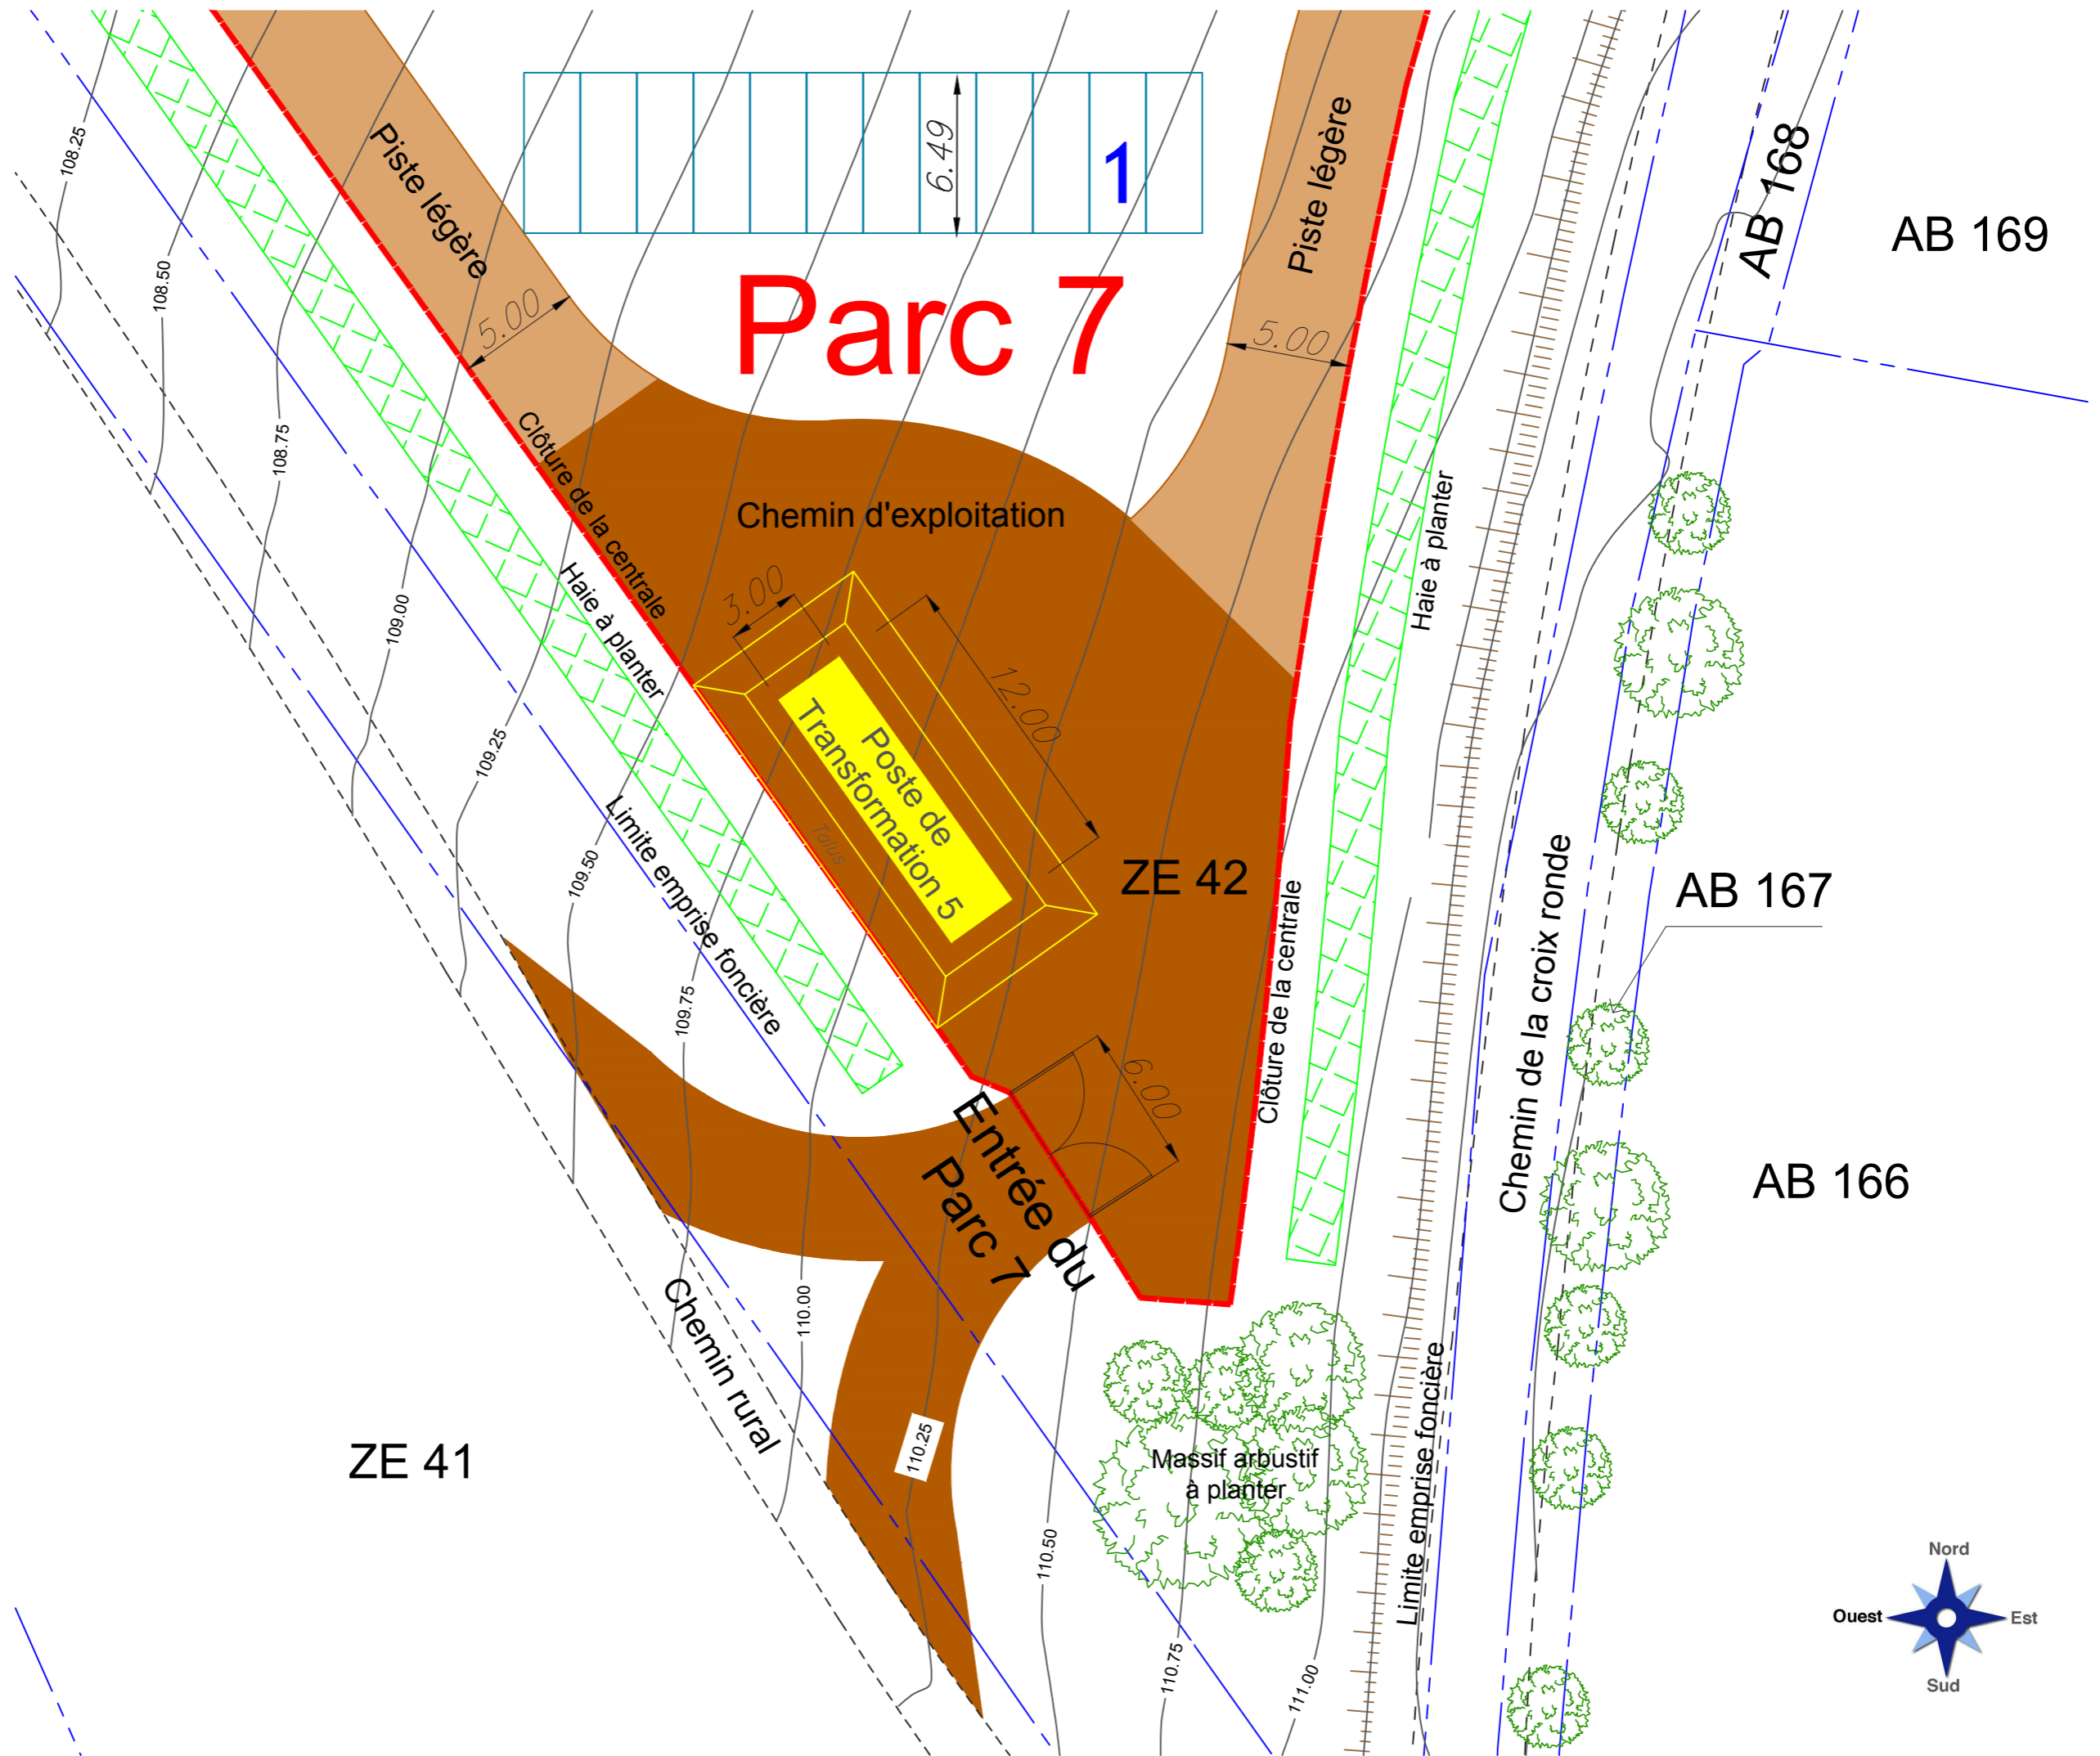 108.25
108.50
108.75
109.00
109.25
109.50
109.75
110.00
110.25
110.50
110.75
111.00
Piste légère
5.00
6.49
1
Parc 7
Piste légère
5.00
AB 168
AB 169
Clôture de la centrale
Haie à planter
Limite emprise foncière
Chemin d'exploitation
3.00
12.00
Poste de
Transformation 5
Talus
ZE 42
Haie à planter
Clôture de la centrale
Chemin de la croix ronde
AB 167
AB 166
6.00
Entrée du
Parc 7
Chemin rural
ZE 41
Massif arbustif
à planter
Limite emprise foncière
Nord
Ouest
Est
Sud